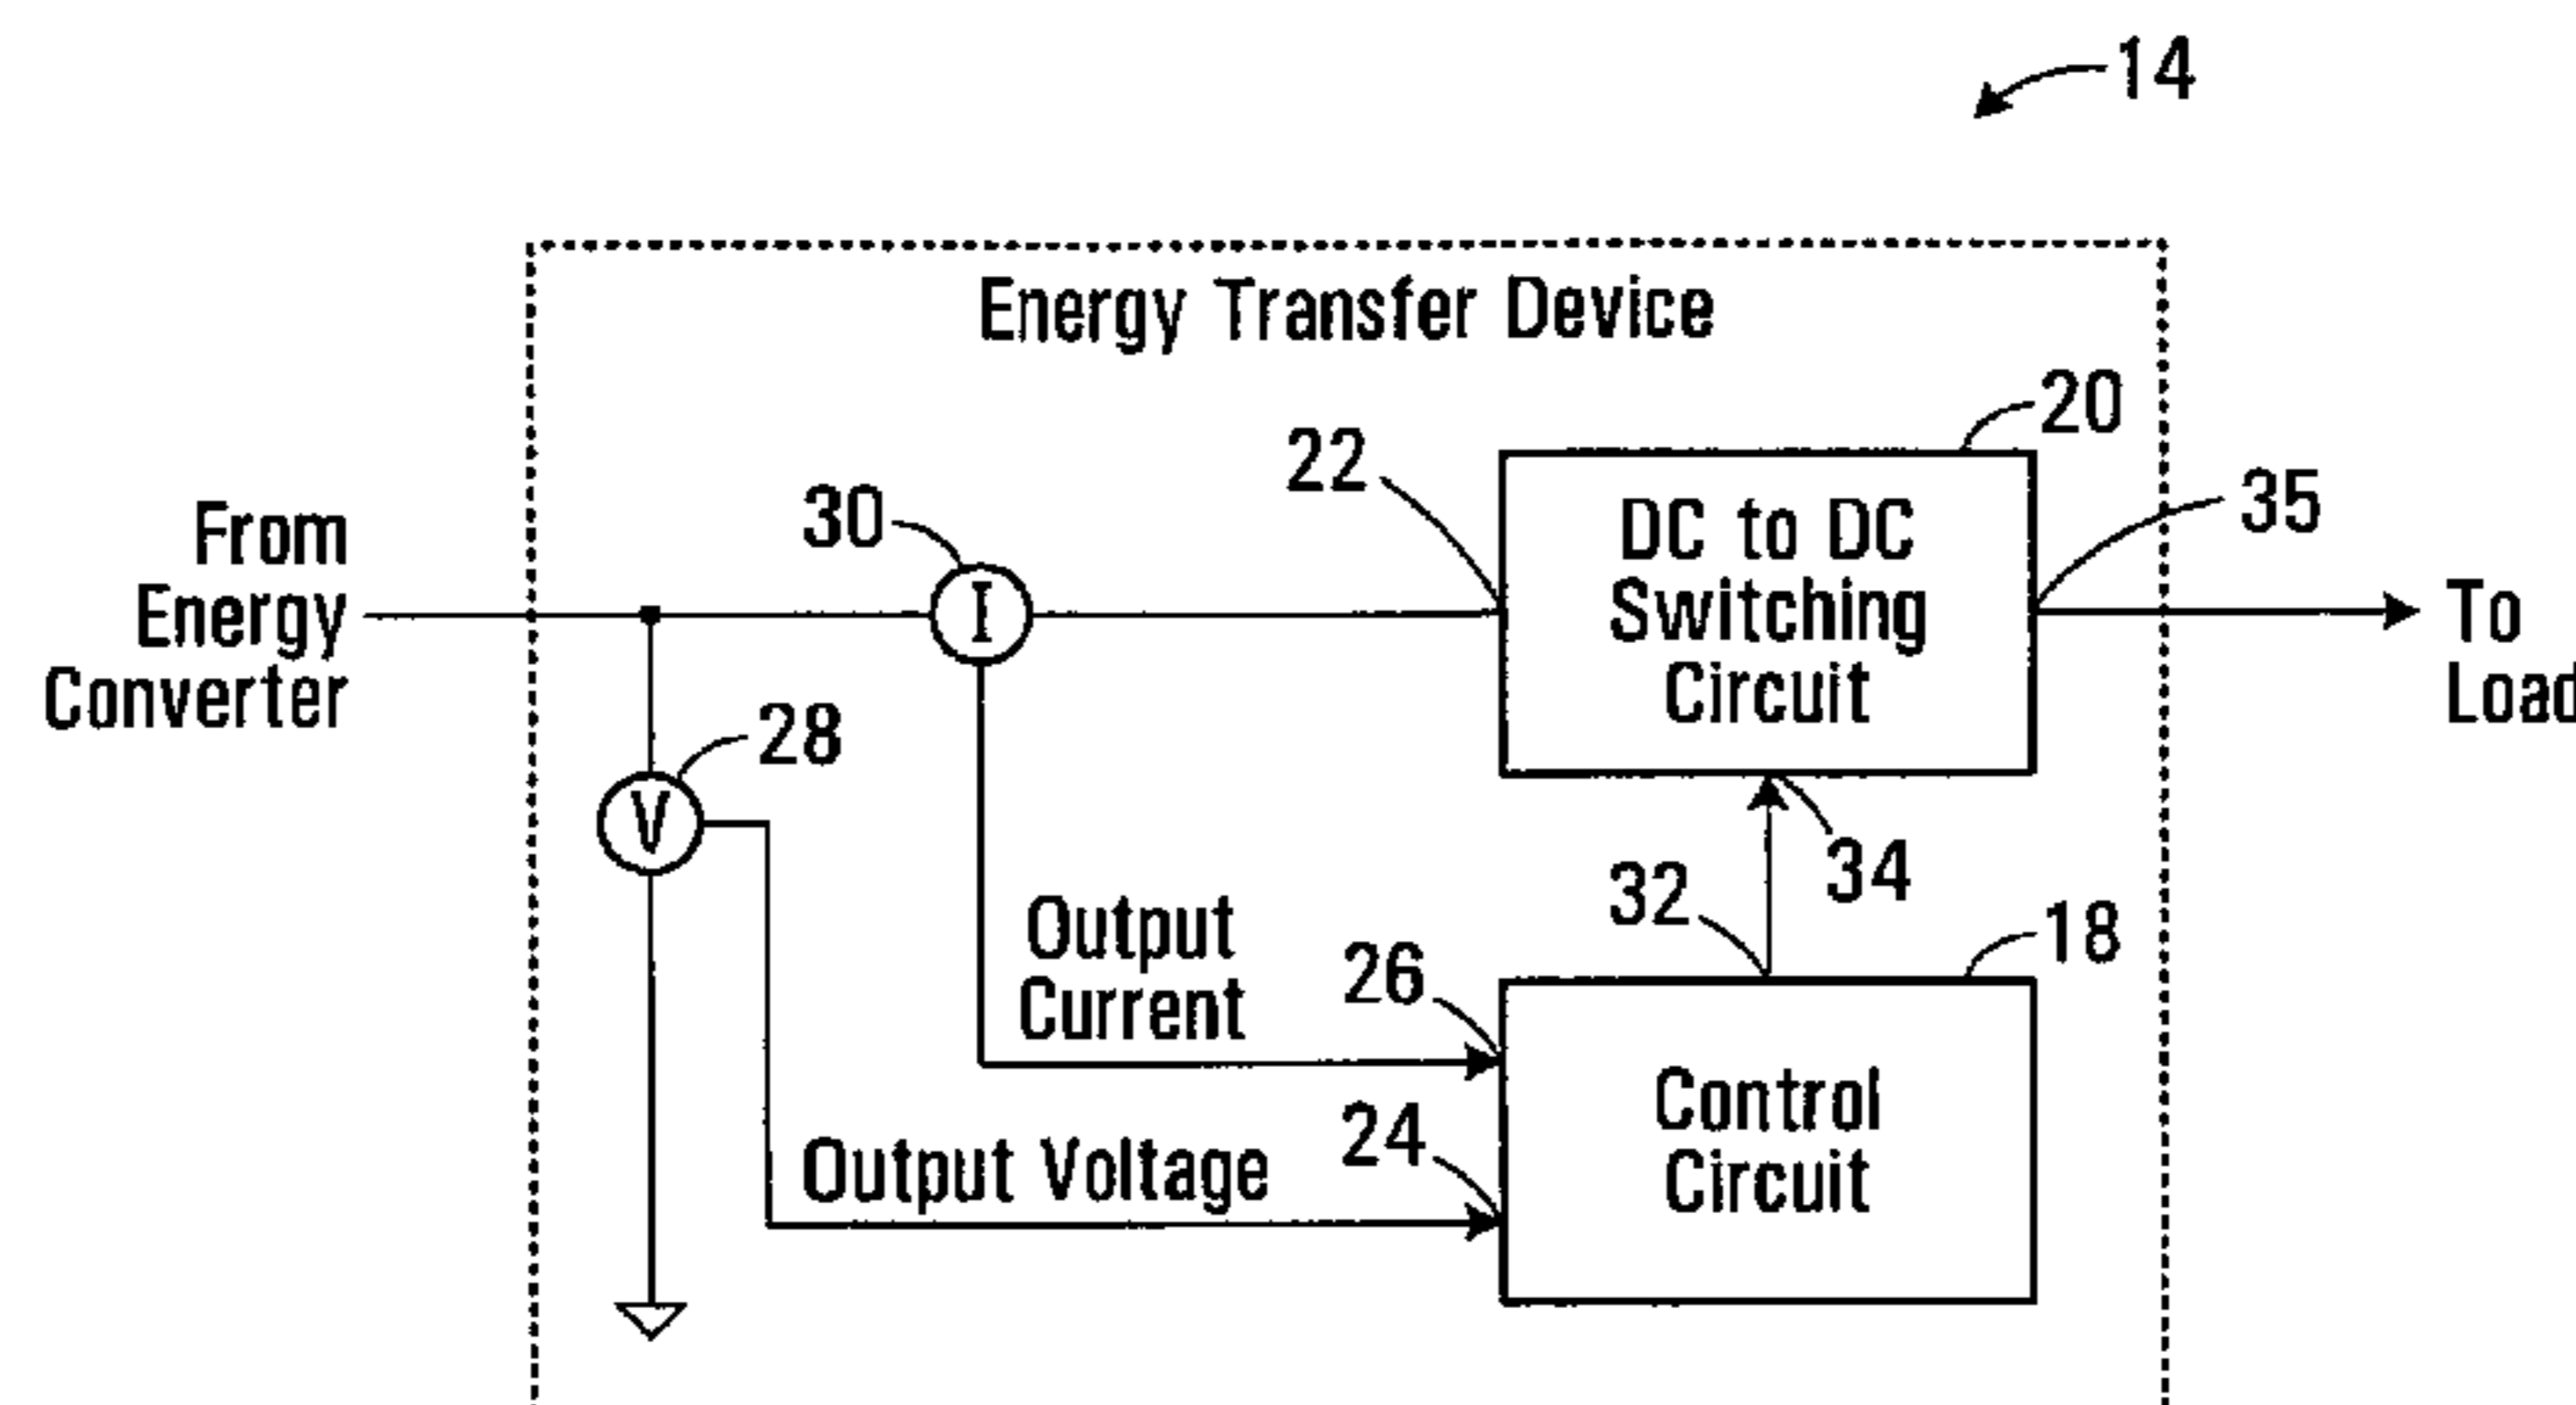 14
Energy Transfer Device
20
22
35
30
From
Energy
Converter
I
DC to DC
Switching
Circuit
To
Load
28
V
34
32
18
Output
Current
26
Control
Circuit
24
Output Voltage